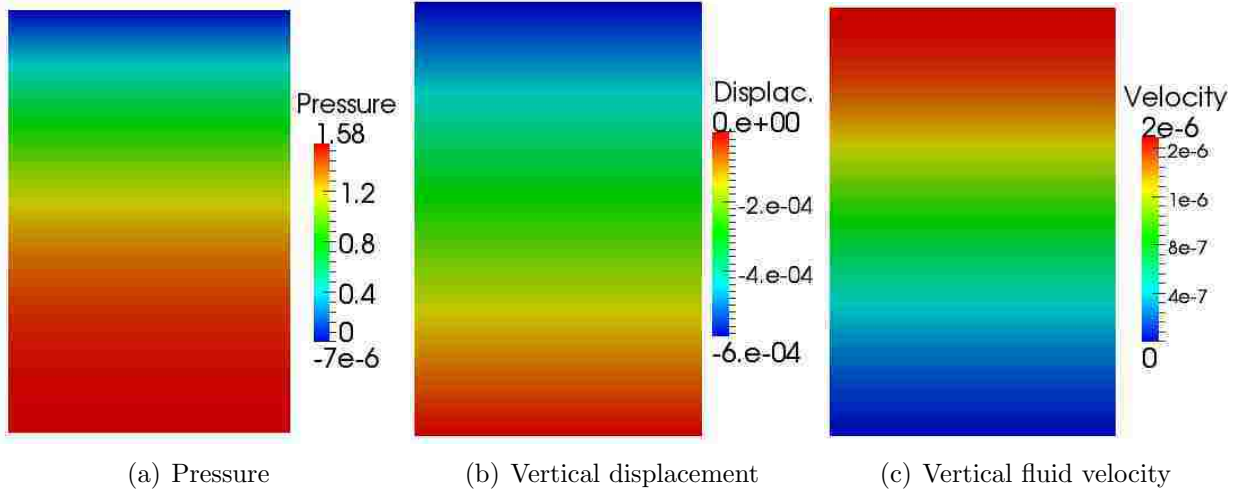 Pressure
1.58
1.2
0.8
0.4
0
-7e-6
Displac.
0.e+00
-2.e-04
-4.e-04
-6.e-04
Velocity
2e-6
2e-6
1e-6
8e-7
4e-7
0
(a) Pressure
(b) Vertical displacement
(c) Vertical fluid velocity